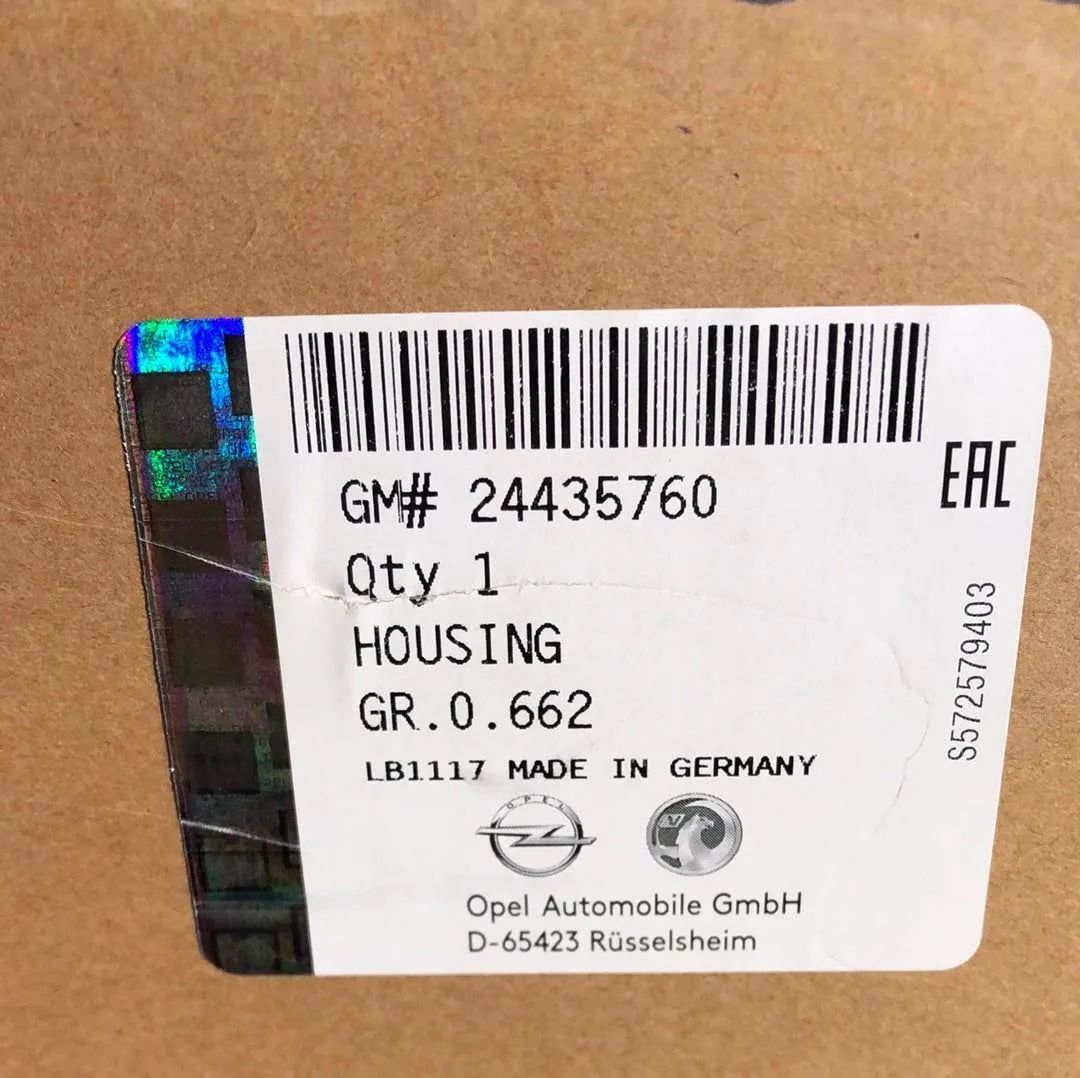 GM# 24435760
EAC
Qty 1
HOUSING
GR.0.662
S572579403
LB1117 MADE IN GERMANY
OPEL
V
Opel Automobile GmbH
D-65423 Rüsselsheim